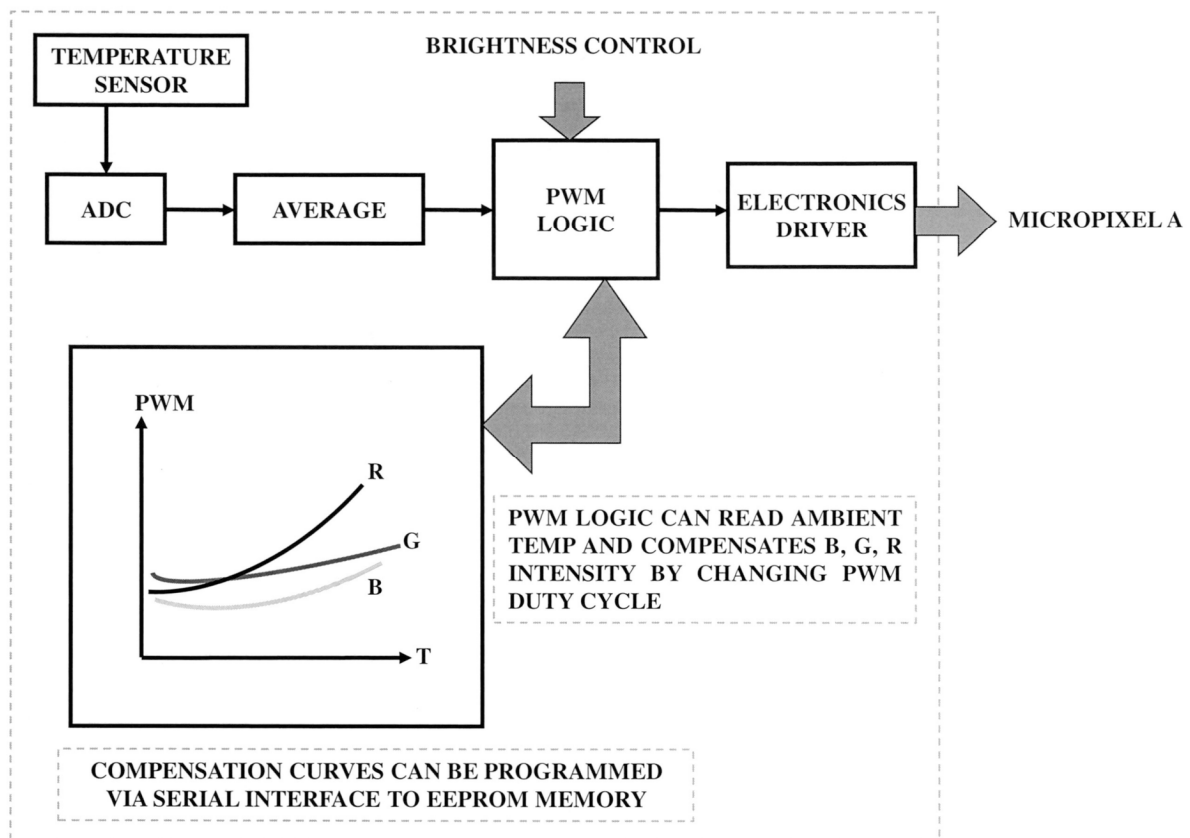 TEMPERATURE
SENSOR
BRIGHTNESS CONTROL
ADC
AVERAGE
PWM
LOGIC
ELECTRONICS
DRIVER
MICROPIXEL A
PWM
R
G
B
T
PWM LOGIC CAN READ AMBIENT
TEMP AND COMPENSATES B, G, R
INTENSITY BY CHANGING PWM
DUTY CYCLE
COMPENSATION CURVES CAN BE PROGRAMMED
VIA SERIAL INTERFACE TO EEPROM MEMORY